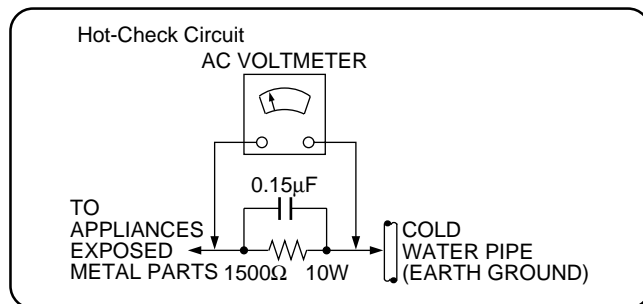 Hot-Check Circuit
AC VOLTMETER
0.15µF
TO
APPLIANCES
EXPOSED
METAL PARTS
1500Ω 10W
COLD
WATER PIPE
(EARTH GROUND)